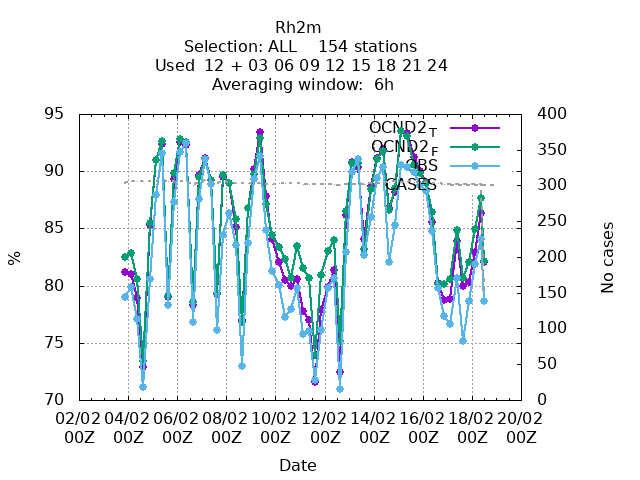 Rh2m
Selection: ALL    154 stations
Used  12 + 03 06 09 12 15 18 21 24
Averaging window:  6h
95 400
OCND2T
OCND2F
OBS
CASES
90 350
300
85 250
% 80 200 No cases
150
75 100
50
70 0
02/02 04/02 06/02 08/02 10/02 12/02 14/02 16/02 18/02 20/02
00Z 00Z 00Z 00Z 00Z 00Z 00Z 00Z 00Z 00Z
Date